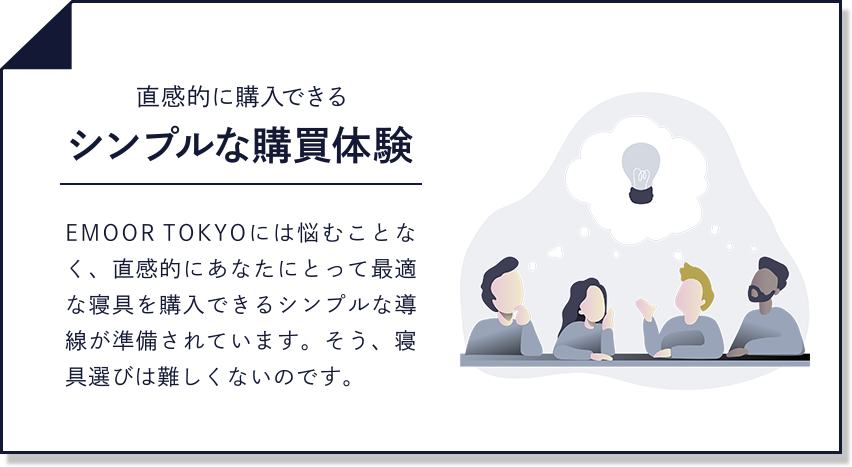 直感的に購入できる
シンプルな購買体験
EMOOR TOKYOには悩むことな
く、直感的にあなたにとって最適
な寝具を購入できるシンプルな導
線が準備されています。そう、寝
具選びは難しくないのです。